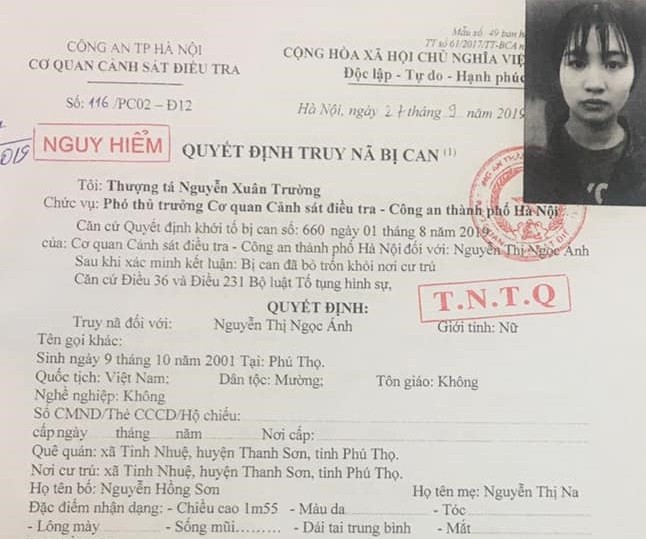 CÔNG AN TP HÀ NỘI
CƠ QUAN CẢNH SÁT ĐIỀU TRA
Số: 116/PC02 – Đ12
Mẫu số 49 ban h
TT số 61/2017/TT-BCA n
CỘNG HÒA XÃ HỘI CHỦ NGHĨA VIỆ
Độc lập - Tự do - Hạnh phúc
Hà Nội, ngày 27 tháng 9 năm 2019
019
NGUY HIỂM
QUYẾT ĐỊNH TRUY NÃ BỊ CAN (1)
Tôi: Thượng tá Nguyễn Xuân Trường
Chức vụ: Phó thủ trưởng Cơ quan Cảnh sát điều tra - Công an thành phố Hà Nội
Căn cứ Quyết định khởi tố bị can số: 660 ngày 01 tháng 8 năm 2019
của: Cơ quan Cảnh sát điều tra - Công an thành phố Hà Nội đối với: Nguyễn Thị Ngọc Ánh
Sau khi xác minh kết luận: Bị can đã bỏ trốn khỏi nơi cư trú
Căn cứ Điều 36 và Điều 231 Bộ luật Tố tụng hình sự,
QUYẾT ĐỊNH:
T.N.T.Q
Truy nã đối với: Nguyễn Thị Ngọc Ánh Giới tính: Nữ
Tên gọi khác:
Sinh ngày 9 tháng 10 năm 2001 Tại: Phú Thọ.
Quốc tịch: Việt Nam; Dân tộc: Mường; Tôn giáo: Không
Nghề nghiệp: Không
Số CMND/Thẻ CCCD/Hộ chiếu:
cấp ngày tháng năm Nơi cấp:
Quê quán: xã Tinh Nhuệ, huyện Thanh Sơn, tỉnh Phú Thọ.
Nơi cư trú: xã Tinh Nhuệ, huyện Thanh Sơn, tỉnh Phú Thọ.
Họ tên bố: Nguyễn Hồng Sơn Họ tên mẹ: Nguyễn Thị Na
Đặc điểm nhận dạng: - Chiều cao 1m55 - Màu da - Tóc
- Lông mày - Sống mũi......... - Dái tai trung bình - Mắt